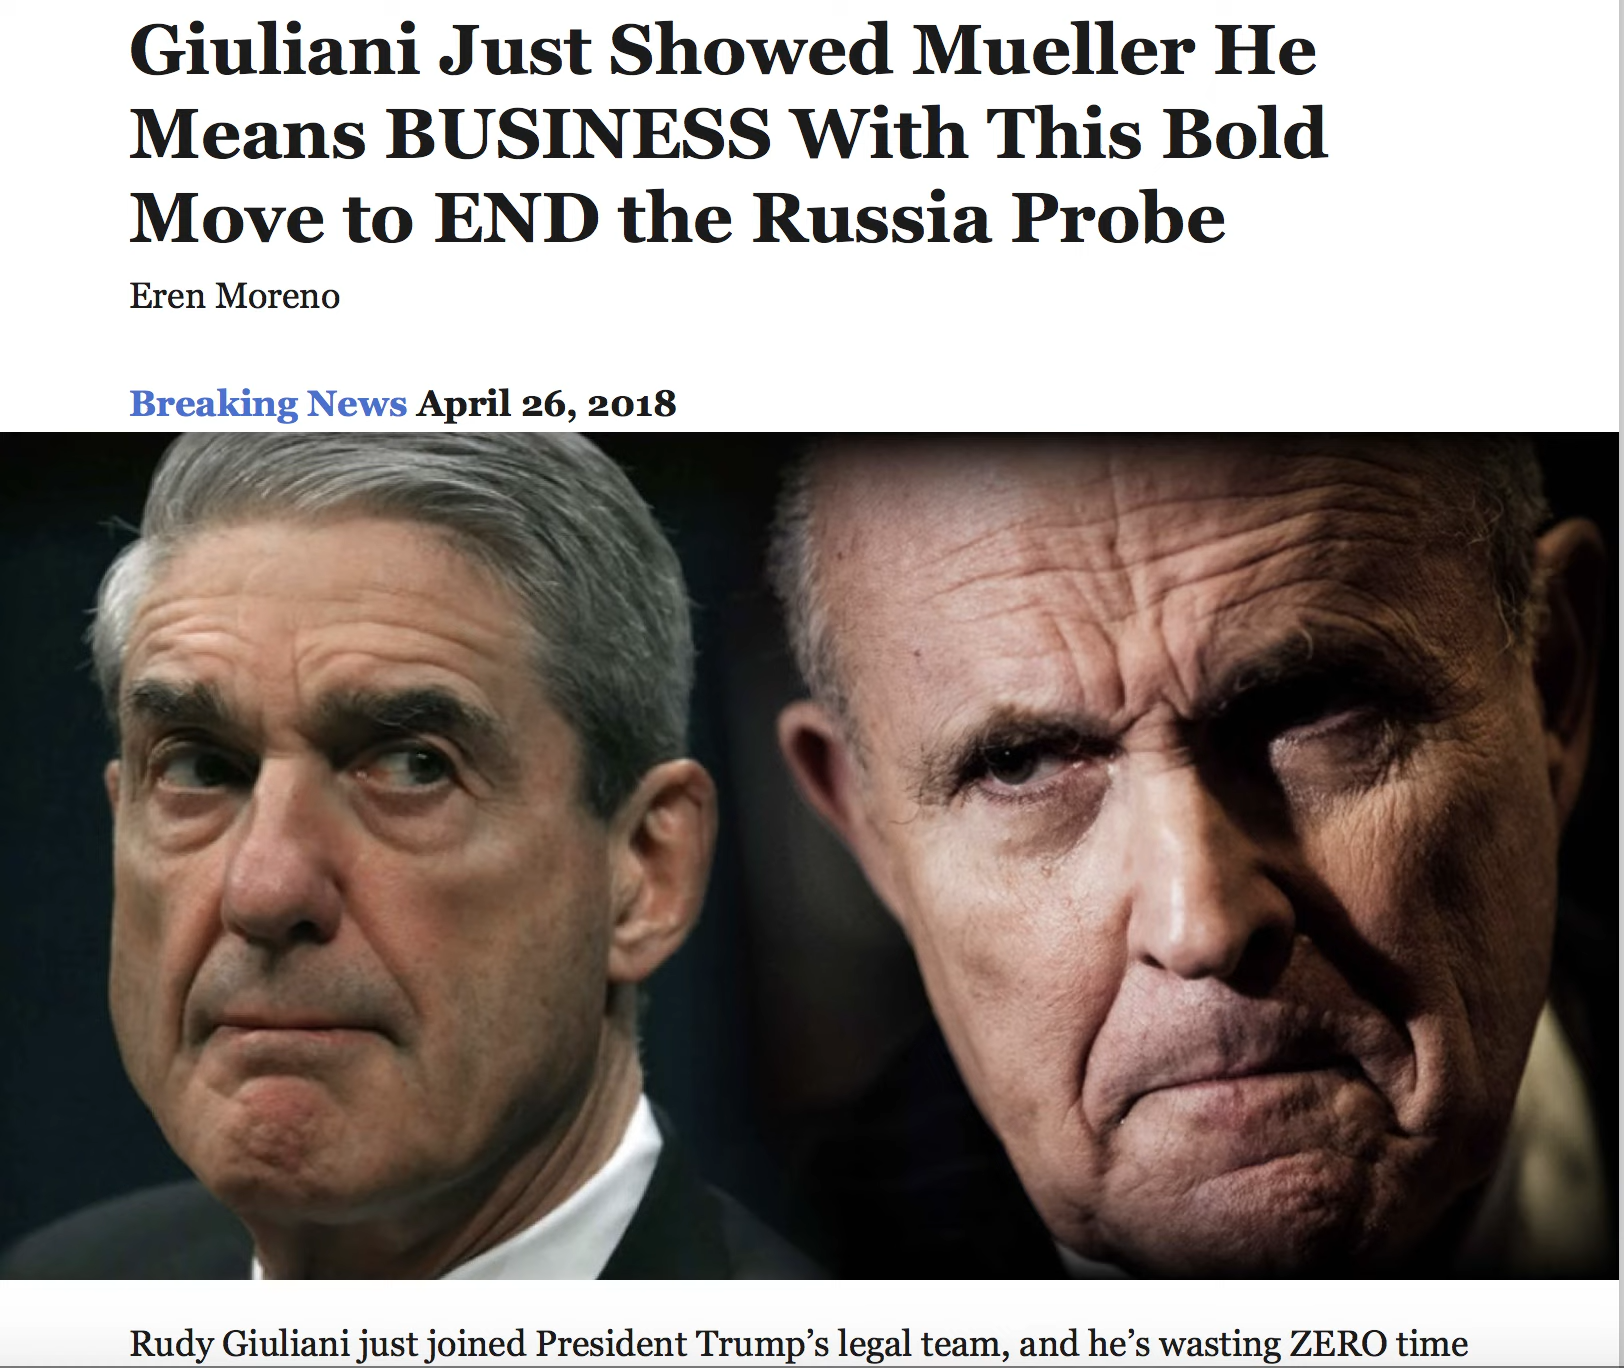 Giuliani Just Showed Mueller He
Means BUSINESS With This Bold
Move to END the Russia Probe
Eren Moreno
Breaking News April 26, 2018
Rudy Giuliani just joined President Trump’s legal team, and he’s wasting ZERO time